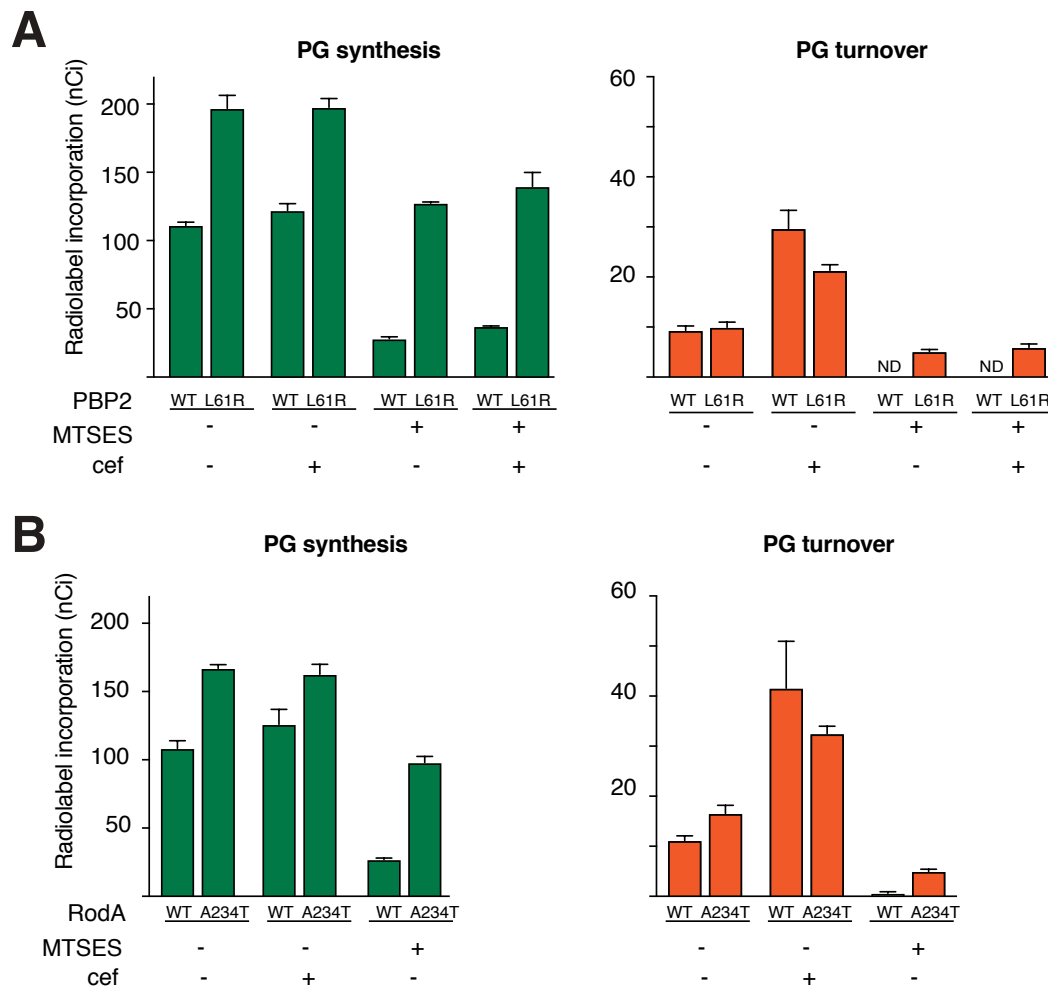 A
PG synthesis
PG turnover
Radiolabel incorporation (nCi)
200
150
100
50
60
40
20
ND
ND
PBP2
WT L61R WT L61R WT L61R WT L61R
WT L61R WT L61R WT L61R WT L61R
MTSES
- - + +
- - + +
cef
- + - +
- + - +
B
PG synthesis
PG turnover
Radiolabel incorporation (nCi)
200
150
100
50
60
40
20
RodA
WT A234T WT A234T WT A234T
WT A234T WT A234T WT A234T
MTSES
- - +
- - +
cef
- + -
- + -